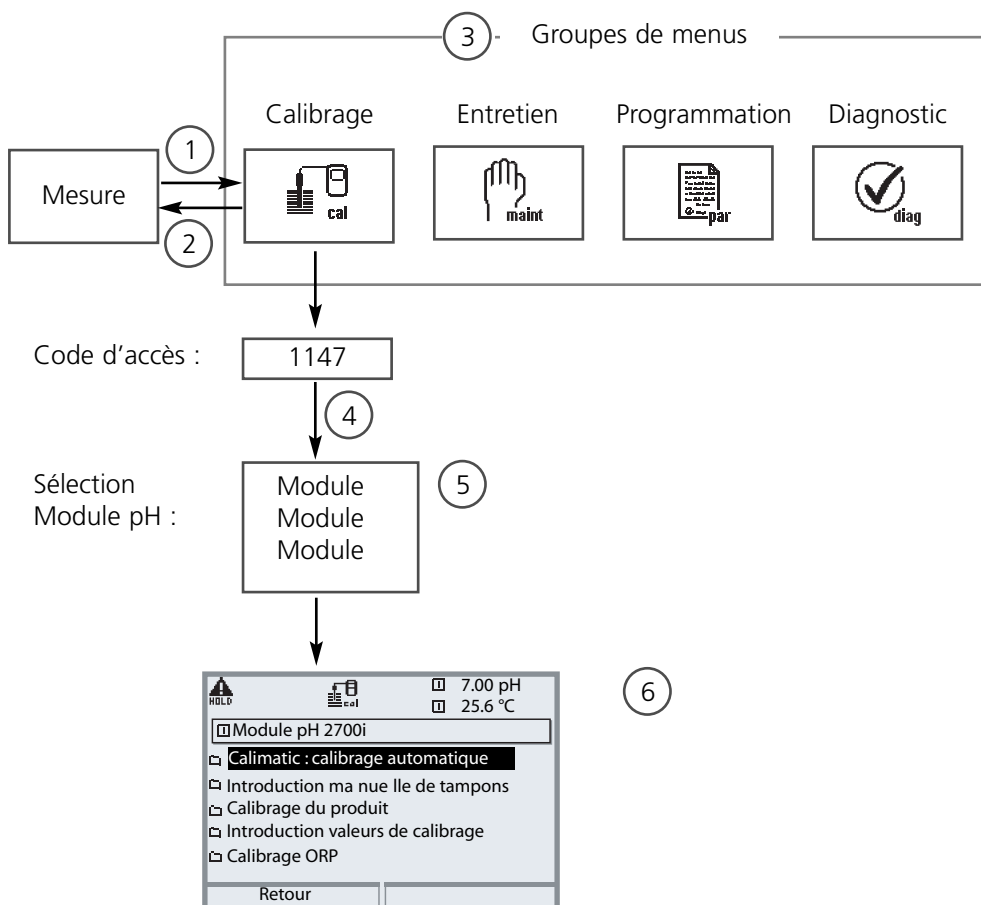 3
Groupes de menus
Calibrage
Entretien
Programmation
Diagnostic
Mesure
1
2
cal
maint
par
diag
Code d'accès :
1147
4
Sélection
Module pH :
Module
Module
Module
5
6
HOLD
cal
7.00 pH
25.6 °C
Module pH 2700i
Calimatic : calibrage automatique
Introduction ma nue lle de tampons
Calibrage du produit
Introduction valeurs de calibrage
Calibrage ORP
Retour